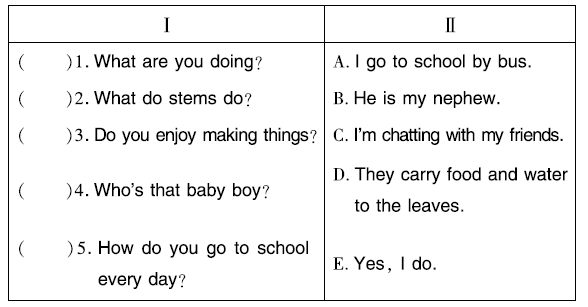 Ⅰ Ⅱ
( )1. What are you doing? A. I go to school by bus.
( )2. What do stems do? B. He is my nephew.
( )3. Do you enjoy making things? C. I'm chatting with my friends.
( )4. Who's that baby boy? D. They carry food and water
to the leaves.
( )5. How do you go to school
every day? E. Yes, I do.